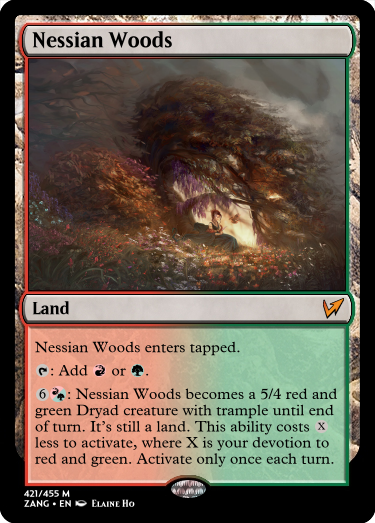 Nessian Woods
Land
Nessian Woods enters tapped.
: Add or .
6 : Nessian Woods becomes a 5/4 red and
green Dryad creature with trample until end
of turn. It's still a land. This ability costs X
less to activate, where X is your devotion to
red and green. Activate only once each turn.
421/455 M
ZANG • EN Elaine Ho